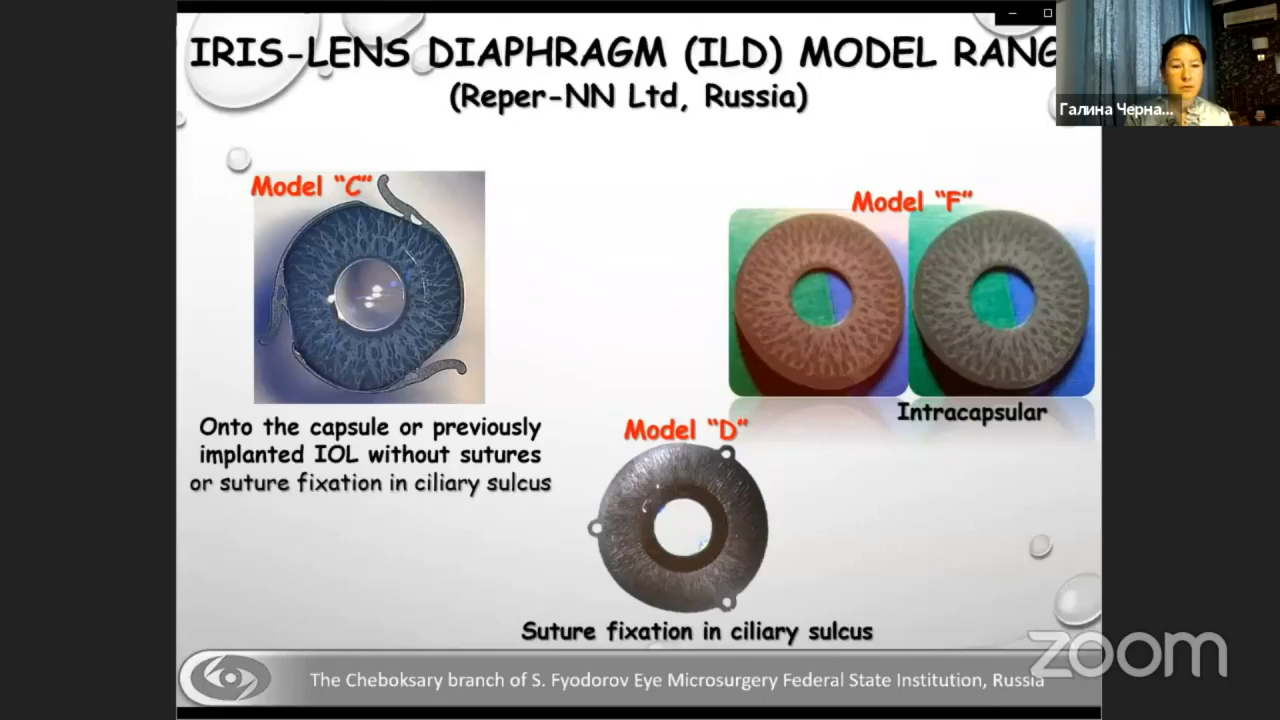 IRIS-LENS DIAPHRAGM (ILD) MODEL RANG
(Reper-NN Ltd, Russia)
Галина Черна...
Model “C”
Model “F”
Onto the capsule or previously
implanted IOL without sutures
or suture fixation in ciliary sulcus
Intracapsular
Model “D”
Suture fixation in ciliary sulcus
zoom
The Cheboksary branch of S. Fyodorov Eye Microsurgery Federal State Institution, Russia